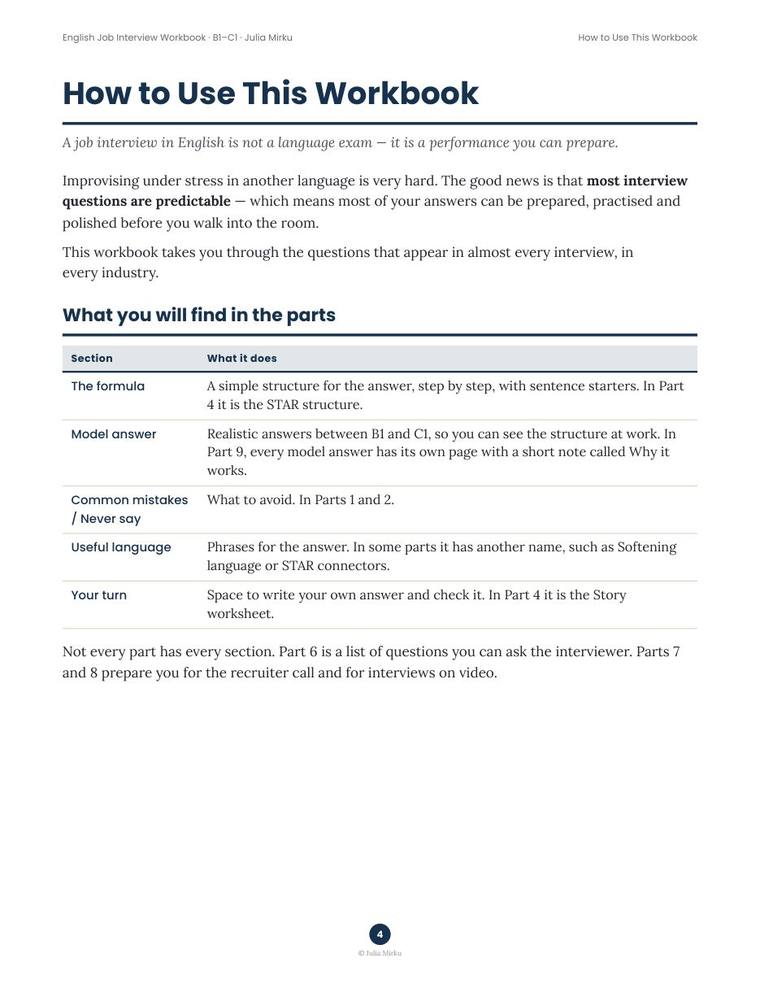 English Job Interview Workbook · B1–C1 · Julia Mirku
How to Use This Workbook
How to Use This Workbook
A job interview in English is not a language exam — it is a performance you can prepare.
Improvising under stress in another language is very hard. The good news is that most interview
questions are predictable — which means most of your answers can be prepared, practised and
polished before you walk into the room.
This workbook takes you through the questions that appear in almost every interview, in
every industry.
What you will find in the parts
Section
What it does
The formula
A simple structure for the answer, step by step, with sentence starters. In Part
4 it is the STAR structure.
Model answer
Realistic answers between B1 and C1, so you can see the structure at work. In
Part 9, every model answer has its own page with a short note called Why it
works.
Common mistakes
/ Never say
What to avoid. In Parts 1 and 2.
Useful language
Phrases for the answer. In some parts it has another name, such as Softening
language or STAR connectors.
Your turn
Space to write your own answer and check it. In Part 4 it is the Story
worksheet.
Not every part has every section. Part 6 is a list of questions you can ask the interviewer. Parts 7
and 8 prepare you for the recruiter call and for interviews on video.
4
© Julia Mirku